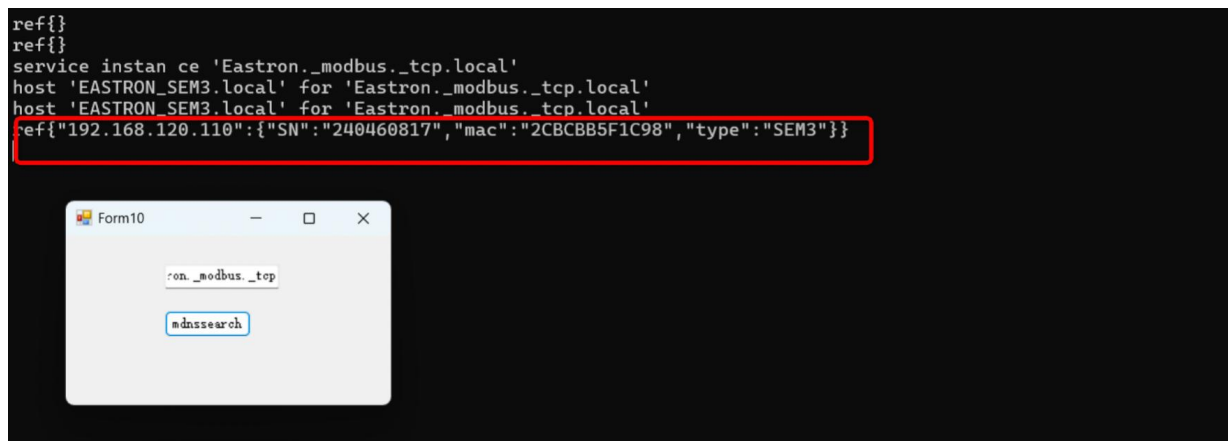 ref{}
ref{}
service instan ce 'Eastron._modbus._tcp.local'
host 'EASTRON_SEM3.local' for 'Eastron._modbus._tcp.local'
host 'EASTRON_SEM3.local' for 'Eastron._modbus._tcp.local'
ref{"192.168.120.110":{"SN":"240460817","mac":"2CBCBB5F1C98","type":"SEM3"}}
Form10
ron._modbus._tcp
mdnssearch